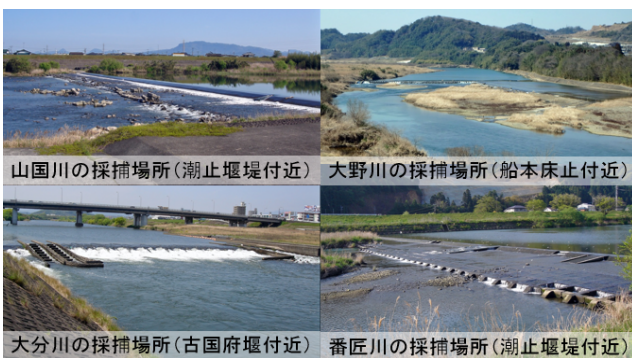 山国川の採捕場所(潮止堰堤付近)
大野川の採捕場所(船本床止付近)
大分川の採捕場所(古国府堰付近)
番匠川の採捕場所(潮止堰堤付近)